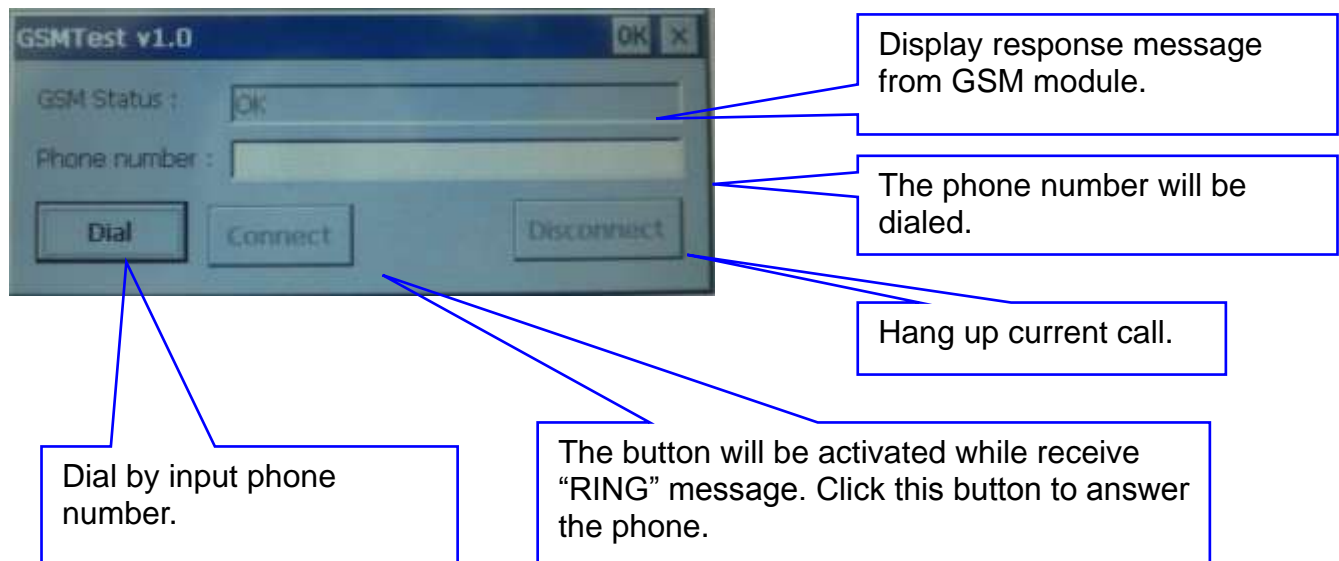 GSMTest v1.0
OK ×
GSM Status :
OK
Phone number :
Dial
Connect
Disconnect
Display response message
from GSM module.
The phone number will be
dialed.
Hang up current call.
Dial by input phone
number.
The button will be activated while receive
“RING” message. Click this button to answer
the phone.